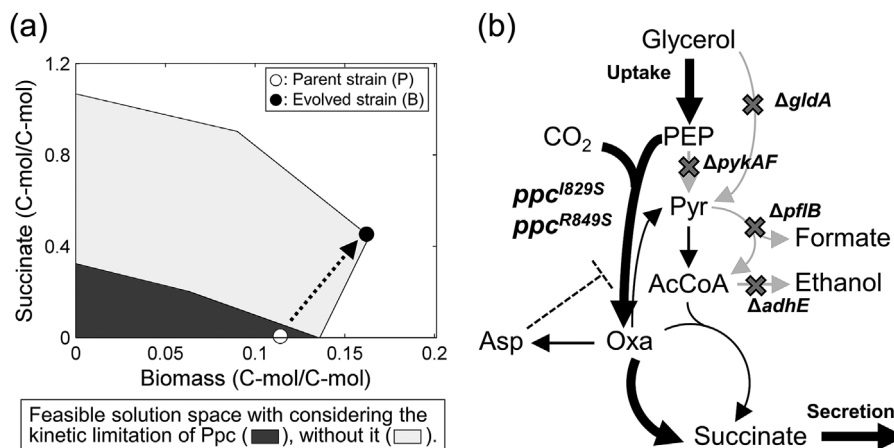 (a)
Succinate (C-mol/C-mol)
1.2
0.8
0.4
0
○: Parent strain (P)
●: Evolved strain (B)
0 0.05 0.1 0.15 0.2
Biomass (C-mol/C-mol)
Feasible solution space with considering the
kinetic limitation of Ppc ( ), without it ( ).
(b)
Glycerol
Uptake
ΔgldA
CO₂
PEP
ΔpykAF
ppcᴵ⁸²⁹ˢ
ppcᴿ⁸⁴⁹ˢ
Pyr
ΔpflB
Formate
AcCoA
Ethanol
ΔadhE
Asp
Oxa
Succinate
Secretion